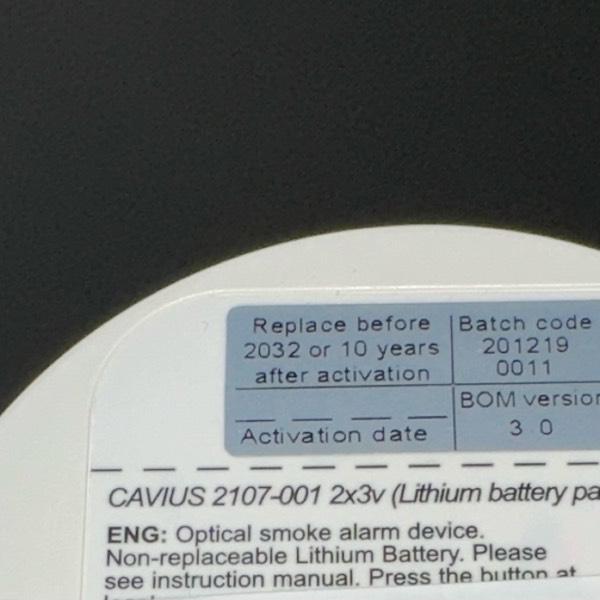 Replace before
2032 or 10 years
after activation
Activation date
Batch code
201219
0011
BOM version
3 0
CAVIUS 2107-001 2x3v (Lithium battery pa
ENG: Optical smoke alarm device.
Non-replaceable Lithium Battery. Please
see instruction manual. Press the button at